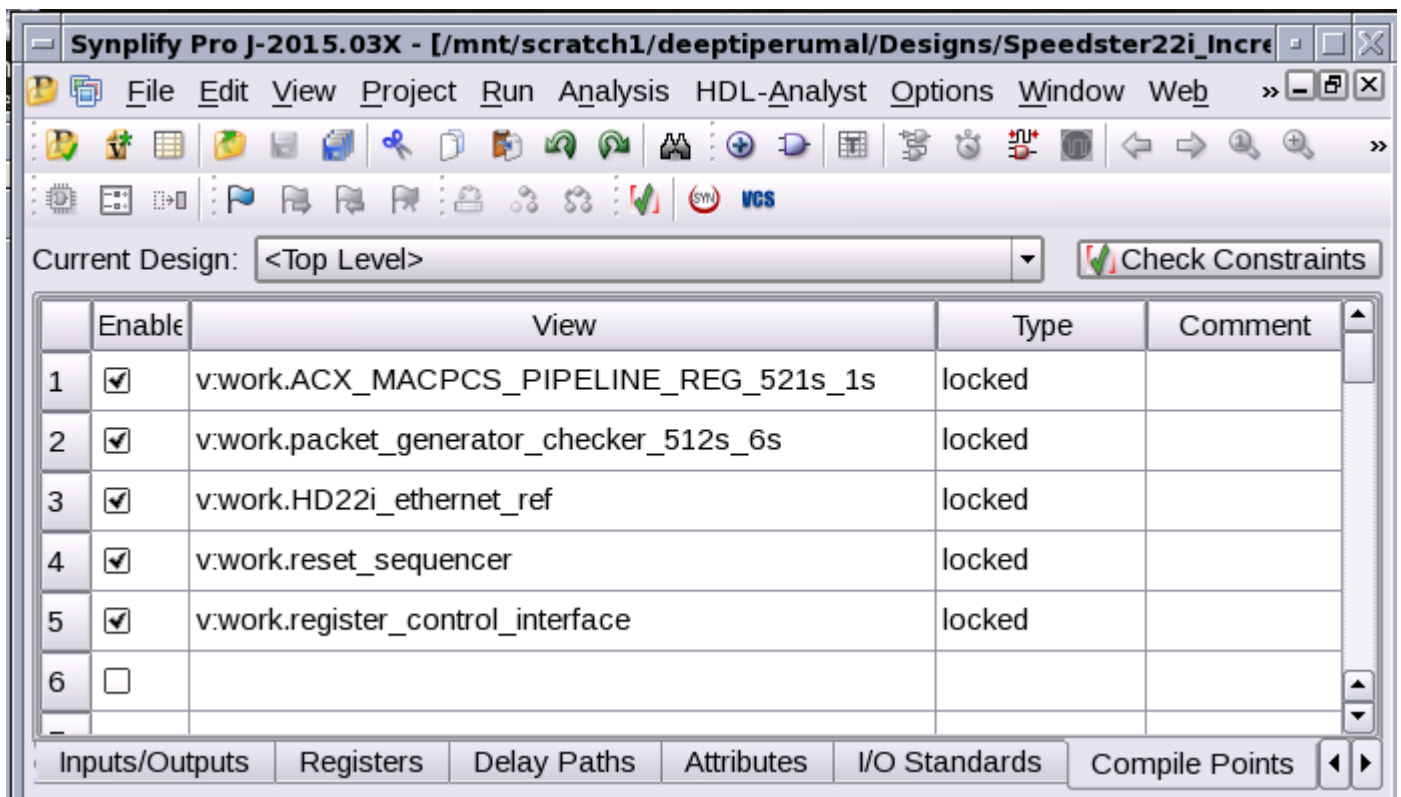 Synplify Pro J-2015.03X - [/mnt/scratch1/deeptiperumal/Designs/Speedster22i_Incre
File Edit View Project Run Analysis HDL-Analyst Options Window Web »
»
SYN VCS
Current Design: <Top Level> Check Constraints
Enable View Type Comment
1 v:work.ACX_MACPCS_PIPELINE_REG_521s_1s locked
2 v:work.packet_generator_checker_512s_6s locked
3 v:work.HD22i_ethernet_ref locked
4 v:work.reset_sequencer locked
5 v:work.register_control_interface locked
6
Inputs/Outputs Registers Delay Paths Attributes I/O Standards Compile Points